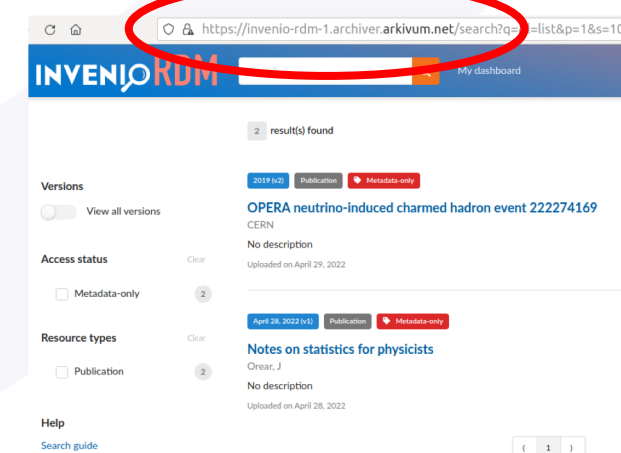 https://invenio-rdm-1.archiver.arkivum.net/search?q=&l=list&p=1&s=10
INVENIO RDM
My dashboard
2 result(s) found
Versions
View all versions
Access status Clear
Metadata-only 2
Resource types Clear
Publication 2
Help
Search guide
2019 (v2) Publication Metadata-only
OPERA neutrino-induced charmed hadron event 222274169
CERN
No description
Uploaded on April 29, 2022
April 28, 2022 (v1) Publication Metadata-only
Notes on statistics for physicists
Orear, J
No description
Uploaded on April 28, 2022
⟨ 1 ⟩